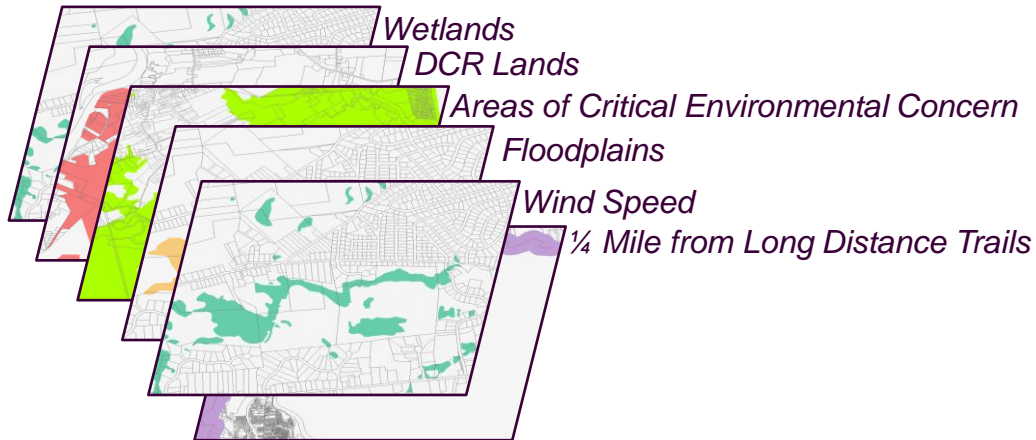 Wetlands
DCR Lands
Areas of Critical Environmental Concern
Floodplains
Wind Speed
¼ Mile from Long Distance Trails